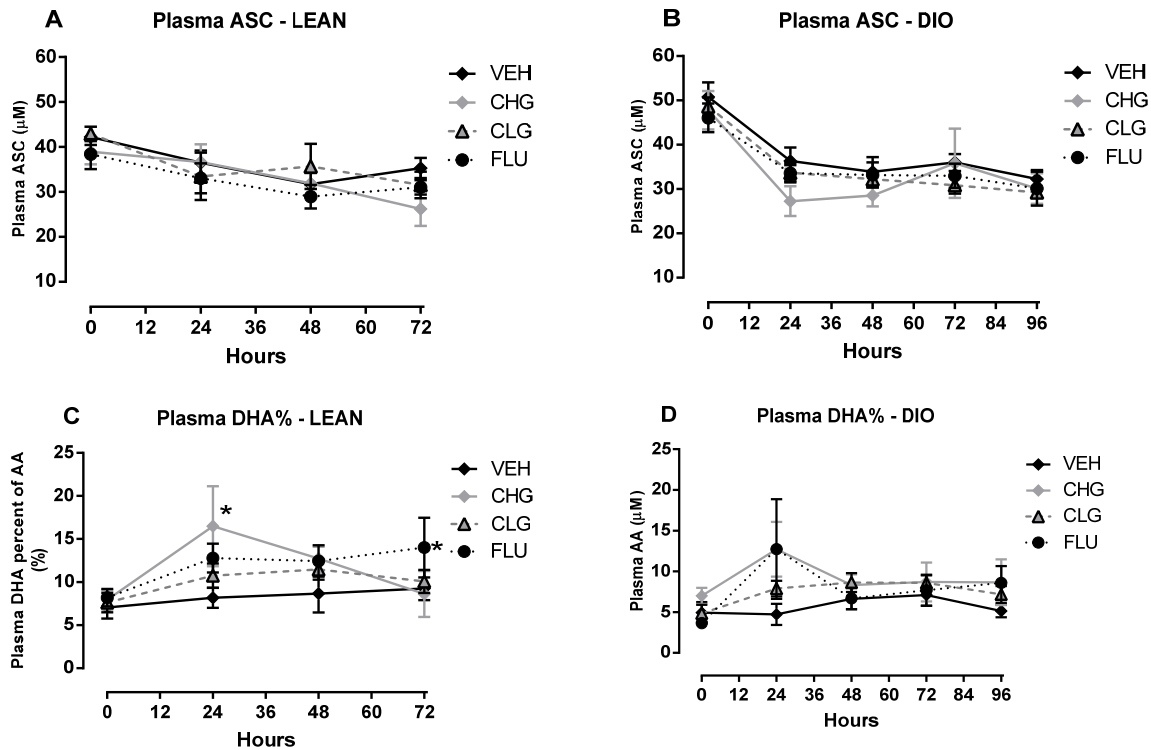 A
Plasma ASC - LEAN
60
50
40
30
20
10
Plasma ASC (μM)
0 12 24 36 48 60 72
Hours
VEH
CHG
CLG
FLU
B
Plasma ASC - DIO
60
50
40
30
20
10
Plasma ASC (μM)
0 12 24 36 48 60 72 84 96
Hours
VEH
CHG
CLG
FLU
C
Plasma DHA% - LEAN
25
20
15
10
5
0
Plasma DHA percent of AA
(%)
*
*
0 12 24 36 48 60 72
Hours
VEH
CHG
CLG
FLU
D
Plasma DHA% - DIO
25
20
15
10
5
0
Plasma AA (μM)
0 12 24 36 48 60 72 84 96
Hours
VEH
CHG
CLG
FLU